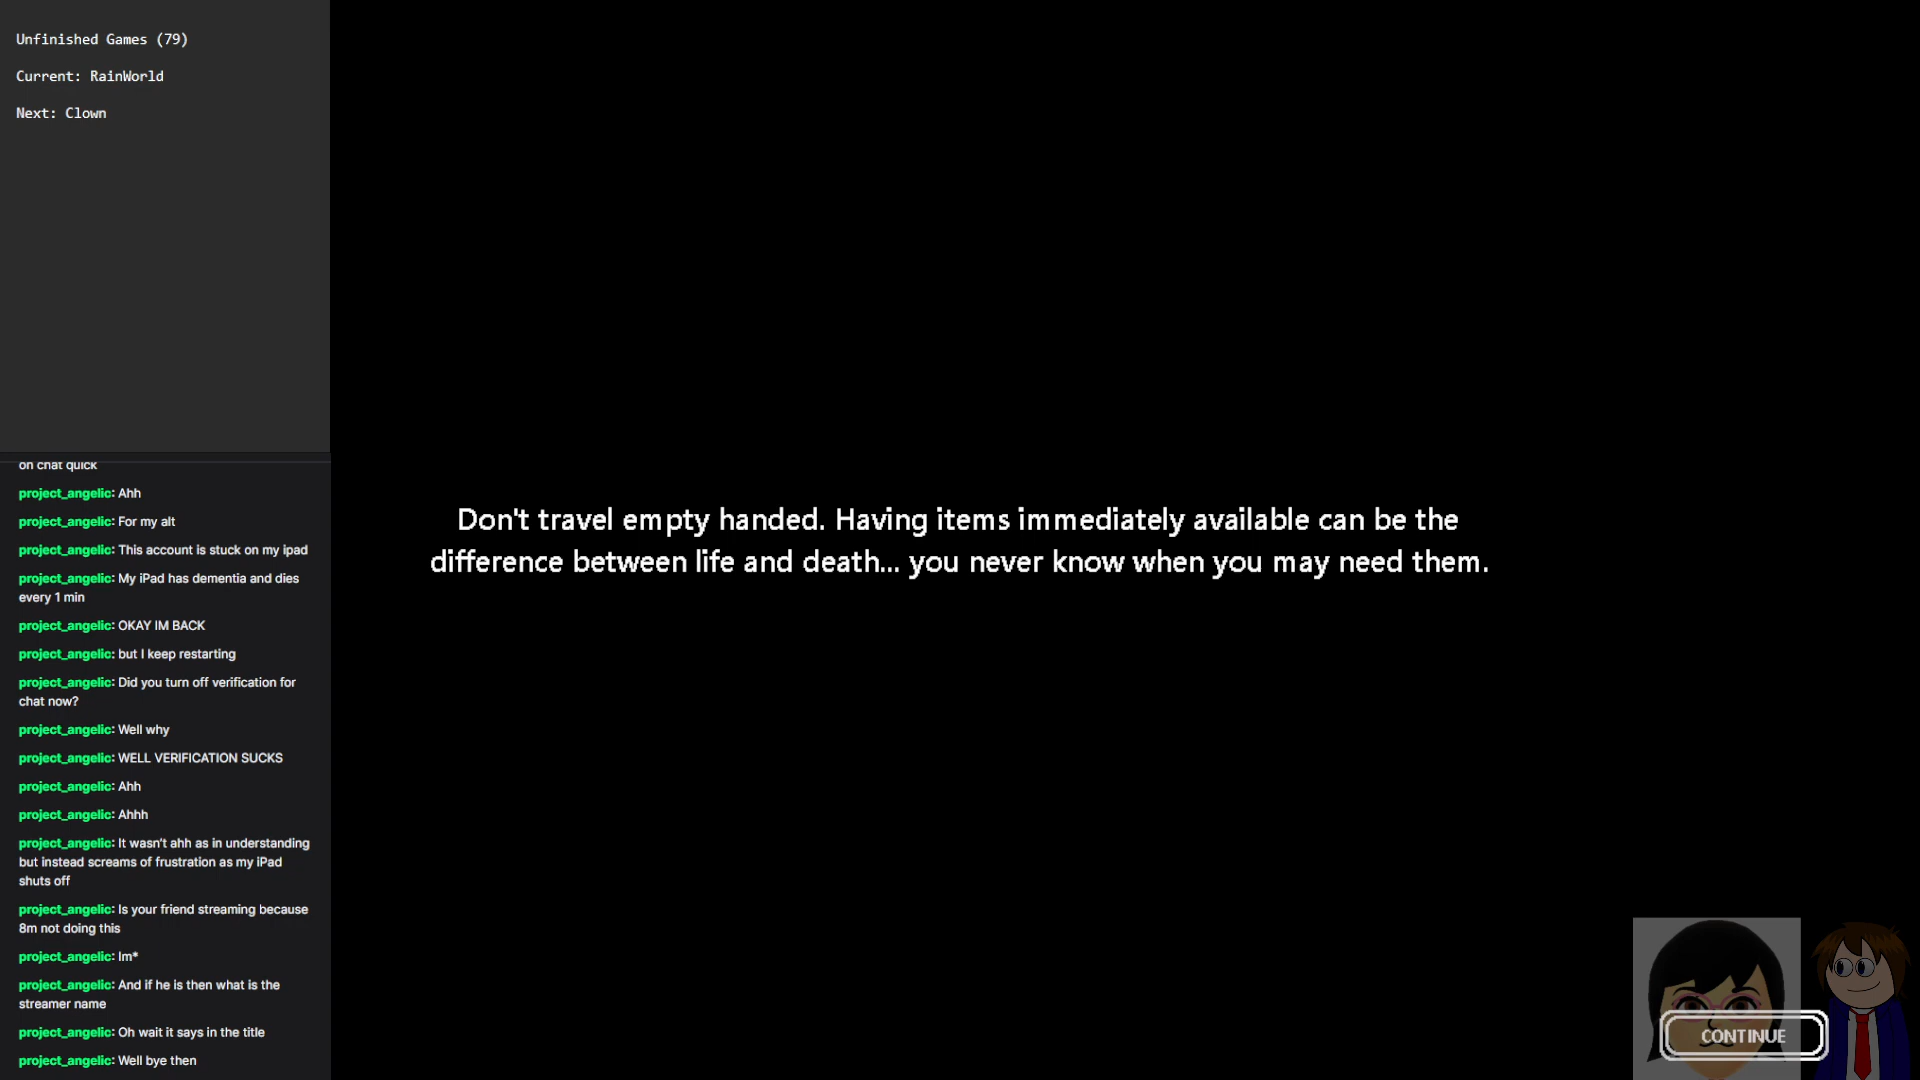 Unfinished Games (79)
Current: RainWorld
Next: Clown
on chat quick
project_angelic: Ahh
project_angelic: For my alt
project_angelic: This account is stuck on my ipad
project_angelic: My iPad has dementia and dies
every 1 min
project_angelic: OKAY IM BACK
project_angelic: but I keep restarting
project_angelic: Did you turn off verification for
chat now?
project_angelic: Well why
project_angelic: WELL VERIFICATION SUCKS
project_angelic: Ahh
project_angelic: Ahhh
project_angelic: It wasn't ahh as in understanding
but instead screams of frustration as my iPad
shuts off
project_angelic: Is your friend streaming because
8m not doing this
project_angelic: Im*
project_angelic: And if he is then what is the
streamer name
project_angelic: Oh wait it says in the title
project_angelic: Well bye then
Don't travel empty handed. Having items immediately available can be the
difference between life and death... you never know when you may need them.
CONTINUE